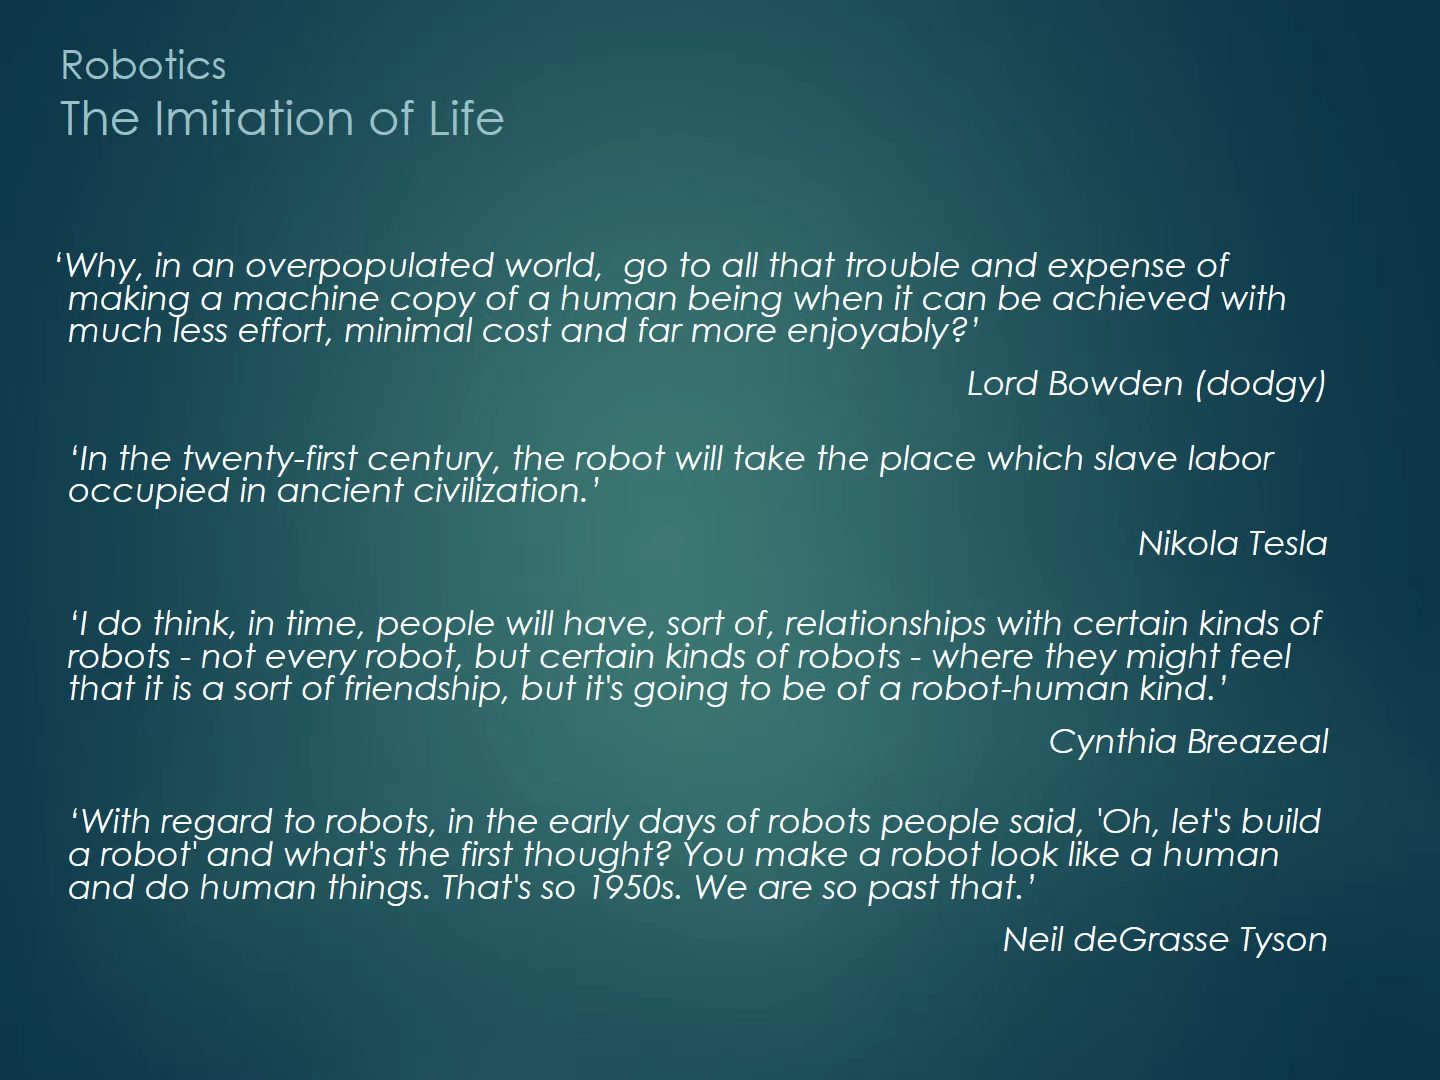 Robotics
The Imitation of Life
‘Why, in an overpopulated world,  go to all that trouble and expense of
making a machine copy of a human being when it can be achieved with
much less effort, minimal cost and far more enjoyably?’
Lord Bowden (dodgy)
‘In the twenty-first century, the robot will take the place which slave labor
occupied in ancient civilization.’
Nikola Tesla
‘I do think, in time, people will have, sort of, relationships with certain kinds of
robots - not every robot, but certain kinds of robots - where they might feel
that it is a sort of friendship, but it's going to be of a robot-human kind.’
Cynthia Breazeal
‘With regard to robots, in the early days of robots people said, 'Oh, let's build
a robot' and what's the first thought? You make a robot look like a human
and do human things. That's so 1950s. We are so past that.’
Neil deGrasse Tyson